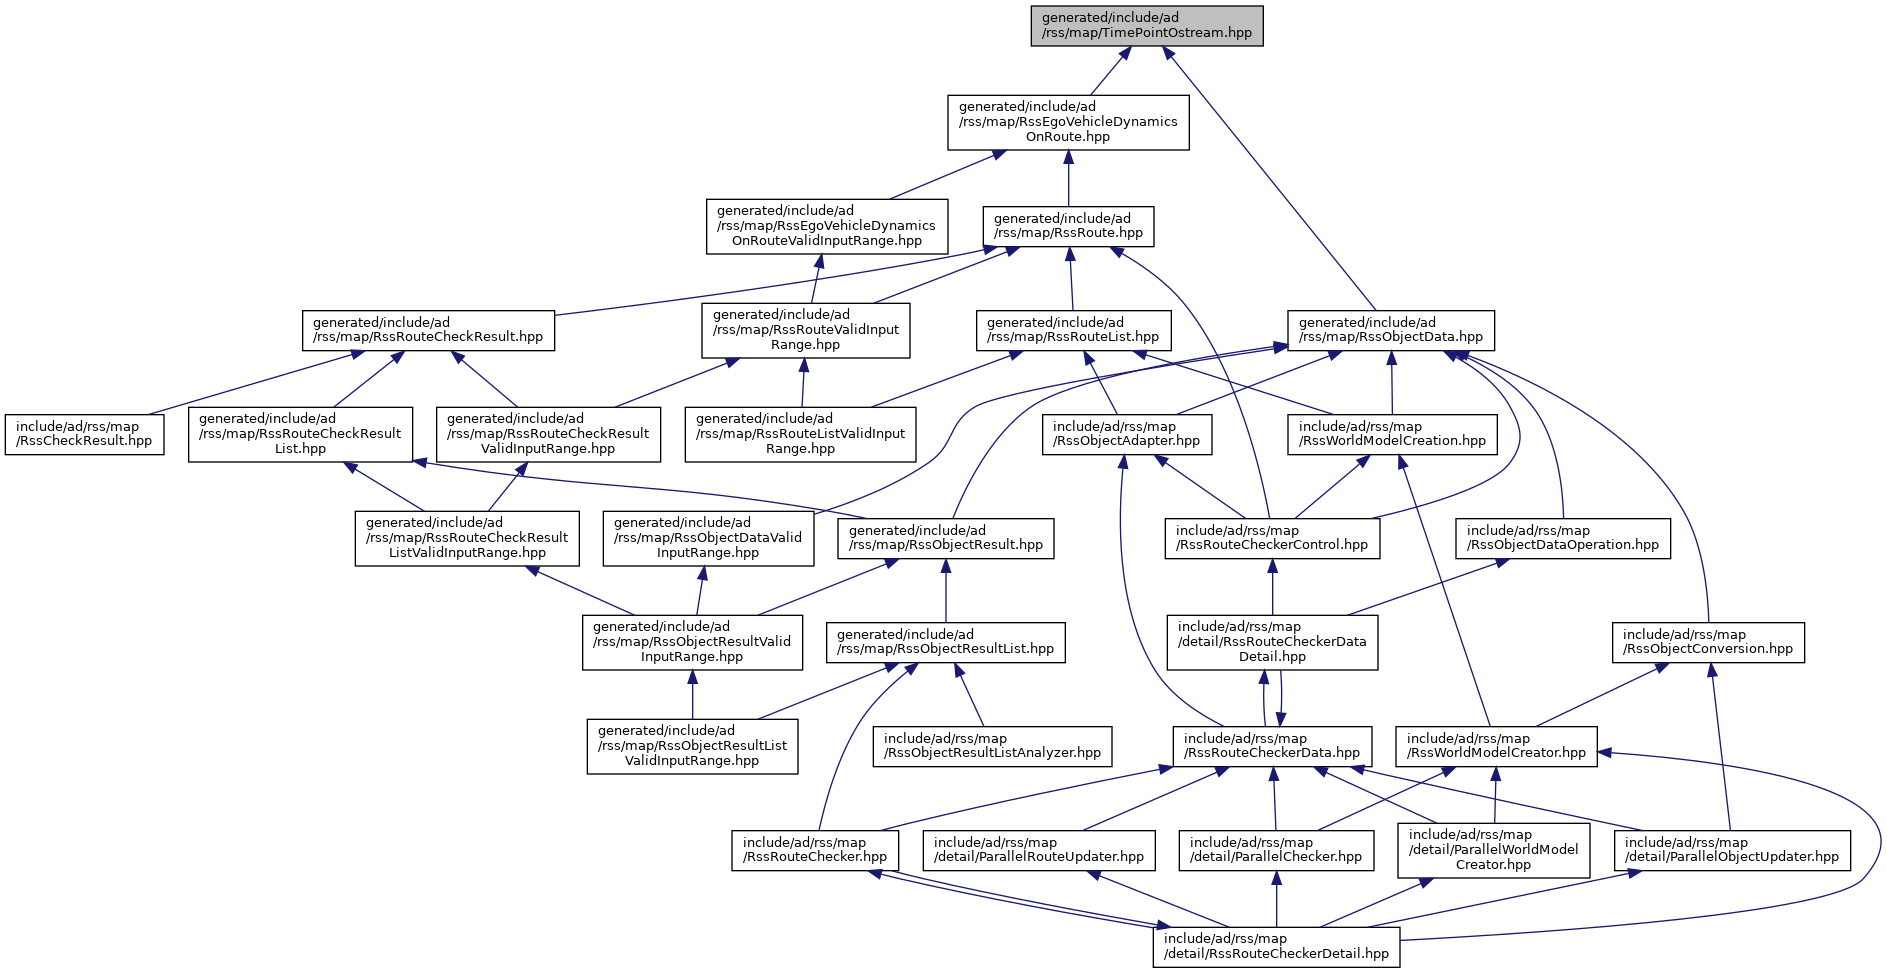 generated/include/ad
/rss/map/TimePointOstream.hpp
generated/include/ad
/rss/map/RssEgoVehicleDynamics
OnRoute.hpp
generated/include/ad
/rss/map/RssEgoVehicleDynamics
OnRouteValidInputRange.hpp
generated/include/ad
/rss/map/RssRoute.hpp
generated/include/ad
/rss/map/RssRouteCheckResult.hpp
generated/include/ad
/rss/map/RssRouteValidInput
Range.hpp
generated/include/ad
/rss/map/RssRouteList.hpp
generated/include/ad
/rss/map/RssObjectData.hpp
include/ad/rss/map
/RssCheckResult.hpp
generated/include/ad
/rss/map/RssRouteCheckResult
List.hpp
generated/include/ad
/rss/map/RssRouteCheckResult
ValidInputRange.hpp
generated/include/ad
/rss/map/RssRouteListValidInput
Range.hpp
include/ad/rss/map
/RssObjectAdapter.hpp
include/ad/rss/map
/RssWorldModelCreation.hpp
generated/include/ad
/rss/map/RssRouteCheckResult
ListValidInputRange.hpp
generated/include/ad
/rss/map/RssObjectDataValid
InputRange.hpp
generated/include/ad
/rss/map/RssObjectResult.hpp
include/ad/rss/map
/RssRouteCheckerControl.hpp
include/ad/rss/map
/RssObjectDataOperation.hpp
generated/include/ad
/rss/map/RssObjectResultValid
InputRange.hpp
generated/include/ad
/rss/map/RssObjectResultList.hpp
include/ad/rss/map
/detail/RssRouteCheckerData
Detail.hpp
include/ad/rss/map
/RssObjectConversion.hpp
generated/include/ad
/rss/map/RssObjectResultList
ValidInputRange.hpp
include/ad/rss/map
/RssObjectResultListAnalyzer.hpp
include/ad/rss/map
/RssRouteCheckerData.hpp
include/ad/rss/map
/RssWorldModelCreator.hpp
include/ad/rss/map
/RssRouteChecker.hpp
include/ad/rss/map
/detail/ParallelRouteUpdater.hpp
include/ad/rss/map
/detail/ParallelChecker.hpp
include/ad/rss/map
/detail/ParallelWorldModel
Creator.hpp
include/ad/rss/map
/detail/ParallelObjectUpdater.hpp
include/ad/rss/map
/detail/RssRouteCheckerDetail.hpp